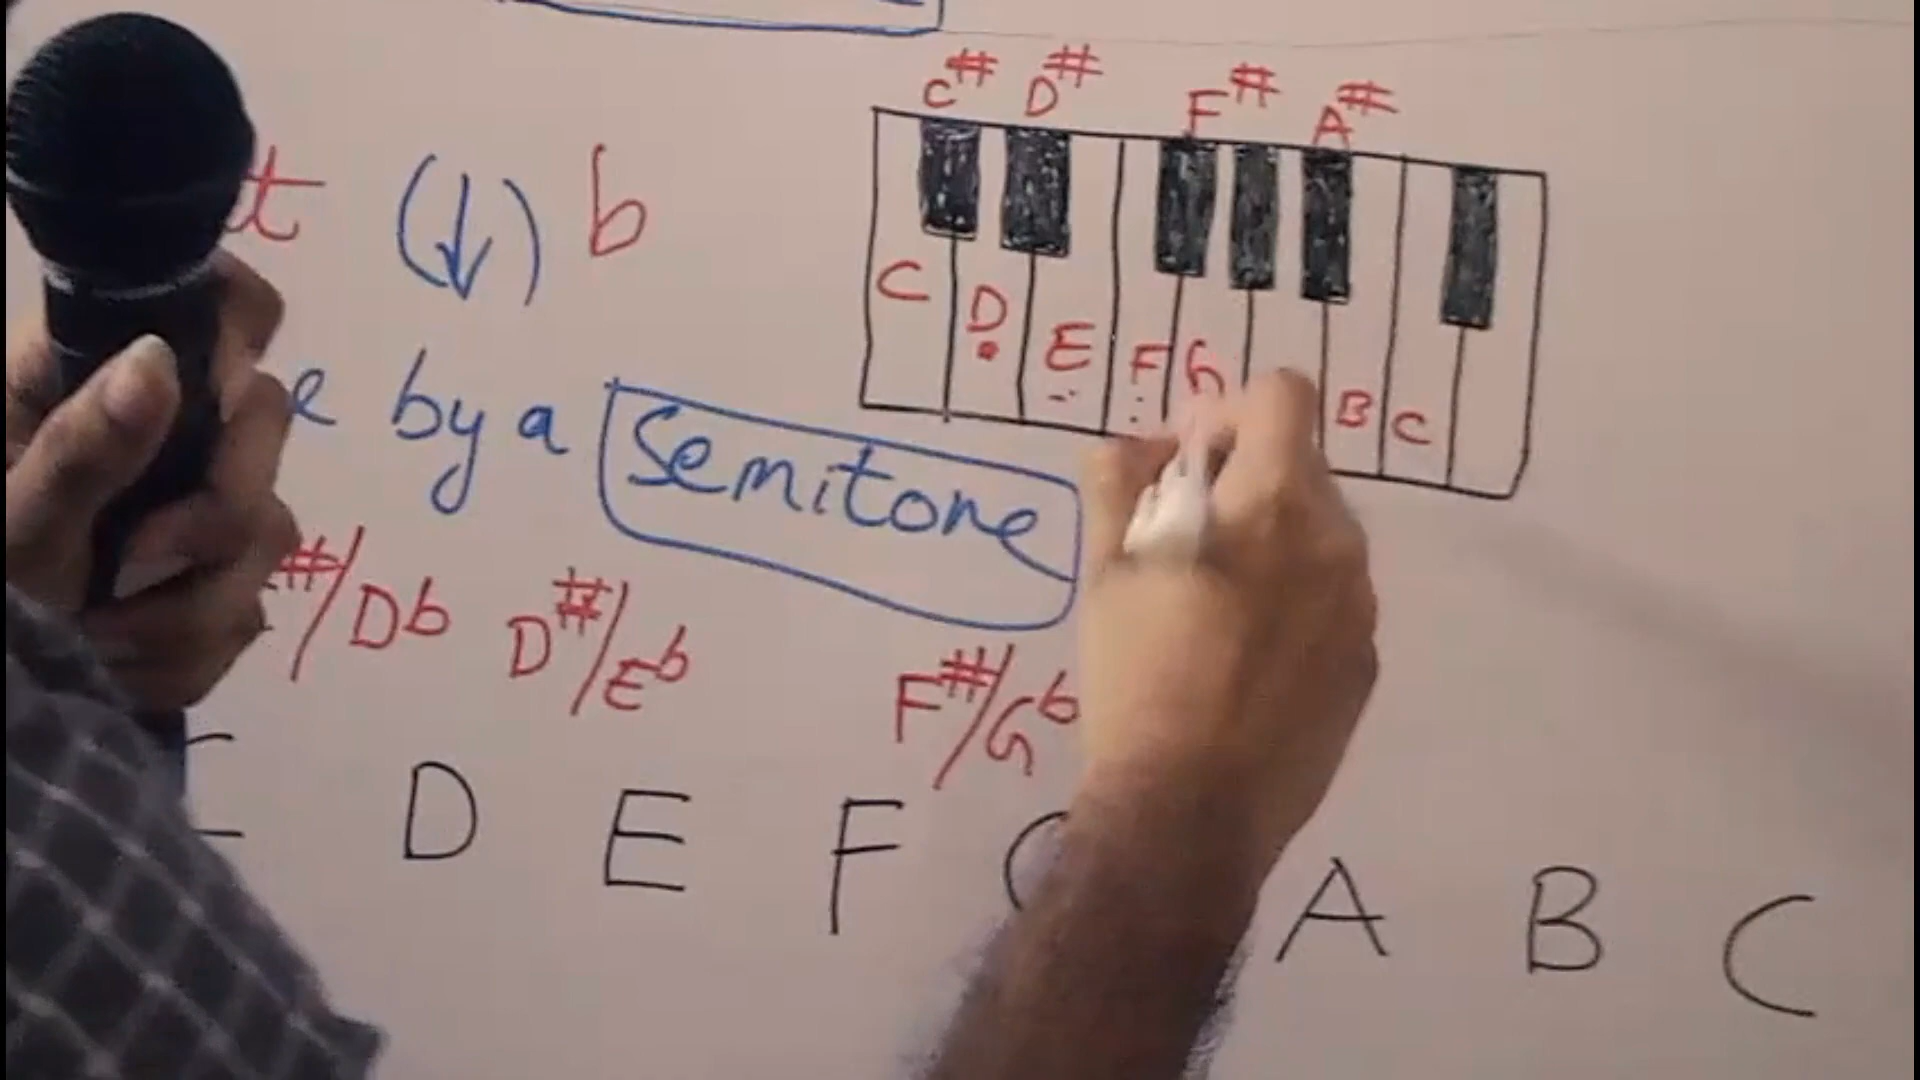 C# D# F# A#
t (↓) b
C D E F G B C
e by a Semitone
#/Db D#/Eb F#/Gb
D E F A B C